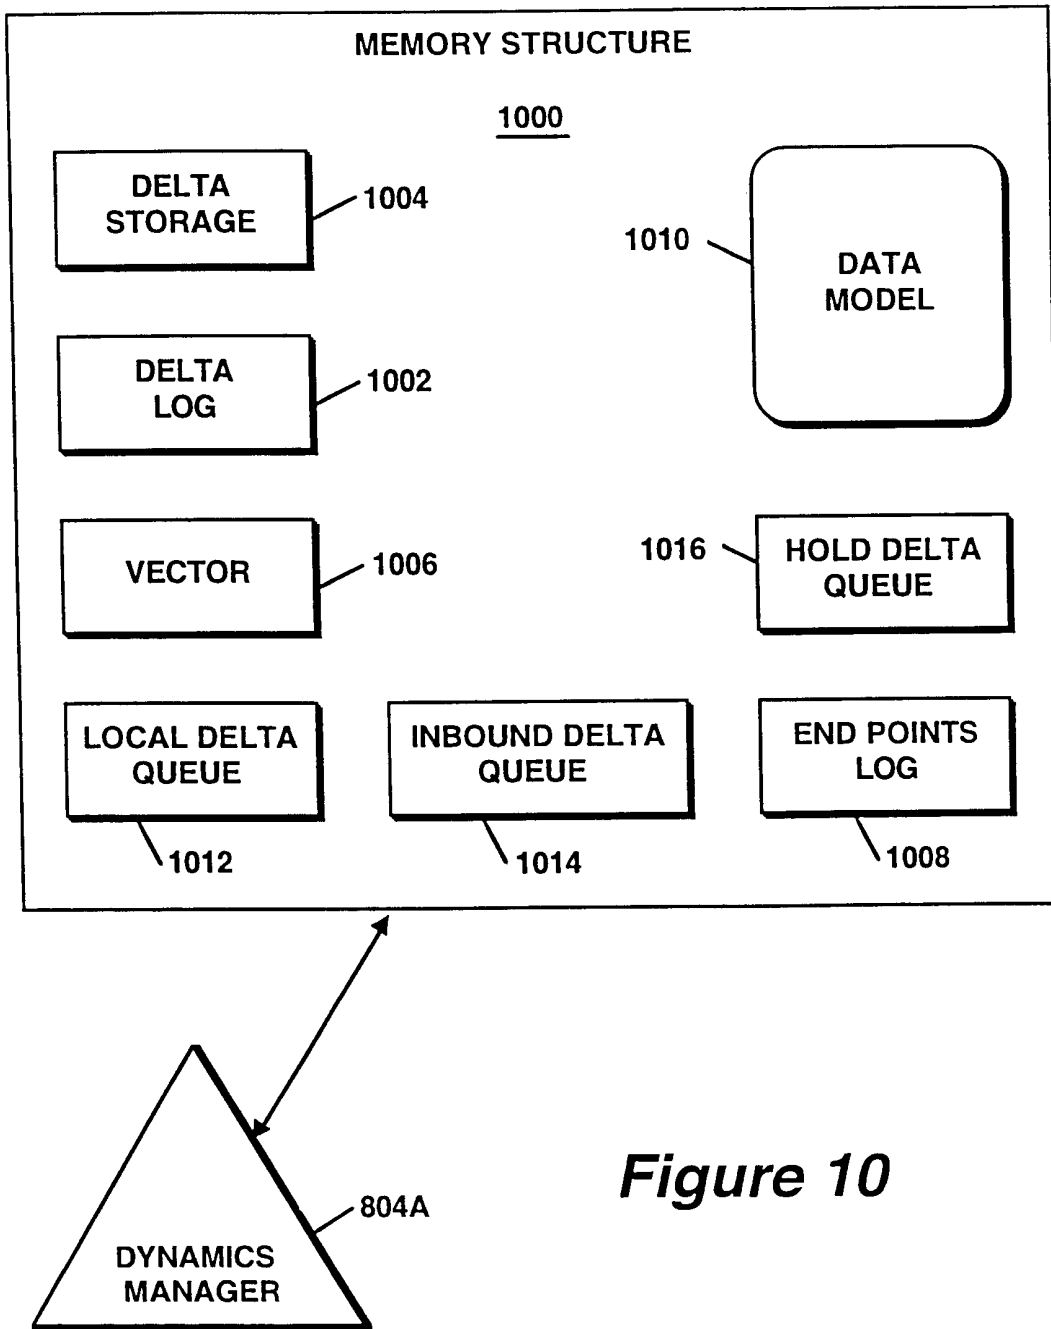 MEMORY STRUCTURE
1000
DELTA
STORAGE
1004
1010
DATA
MODEL
DELTA
LOG
1002
VECTOR
1006
1016
HOLD DELTA
QUEUE
LOCAL DELTA
QUEUE
1012
INBOUND DELTA
QUEUE
1014
END POINTS
LOG
1008
804A
DYNAMICS
MANAGER
Figure 10